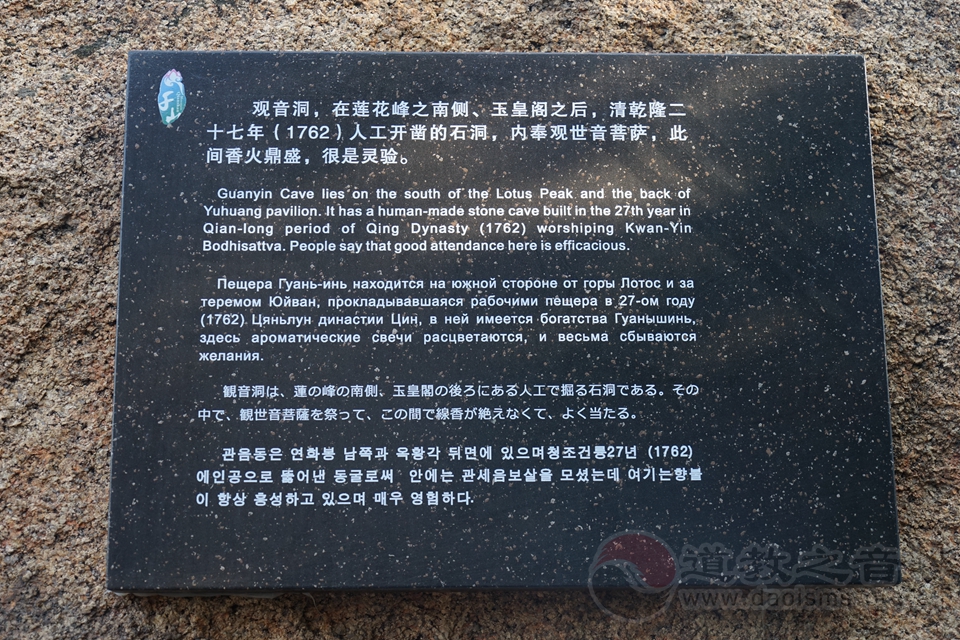 观音洞，在莲花峰之南侧、玉皇阁之后，清乾隆二
十七年（1762）人工开凿的石洞，内奉观世音菩萨，此
间香火鼎盛，很是灵验。
Guanyin Cave lies on the south of the Lotus Peak and the back of
Yuhuang pavilion. It has a human-made stone cave built in the 27th year in
Qian-long period of Qing Dynasty (1762) worshiping Kwan-Yin
Bodhisattva. People say that good attendance here is efficacious.
Пещера Гуань-инь находится на южной стороне от горы Лотос и за
теремом Юйван, прокладывавшаяся рабочими пещера в 27-ом году
(1762) Цяньлун династии Цин, в ней имеется богатства Гуанышинь,
здесь ароматические свечи расцветаются, и весьма сбываются
желания.
観音洞は、蓮の峰の南側、玉皇閣の後ろにある人工で掘る石洞である。その
中で、観世音菩薩を祭って、この間で線香が絶えなくて、よく当たる。
관음동은 연화봉 남쪽과 옥황각 뒤면에 있으며청조건륭27년 (1762)
에인공으로 뚫어낸 동굴로써 안에는 관세음보살을 모셨는데 여기는향불
이 항상 흥성하고 있으며 매우 영험하다.
道教之音
www.daoisms